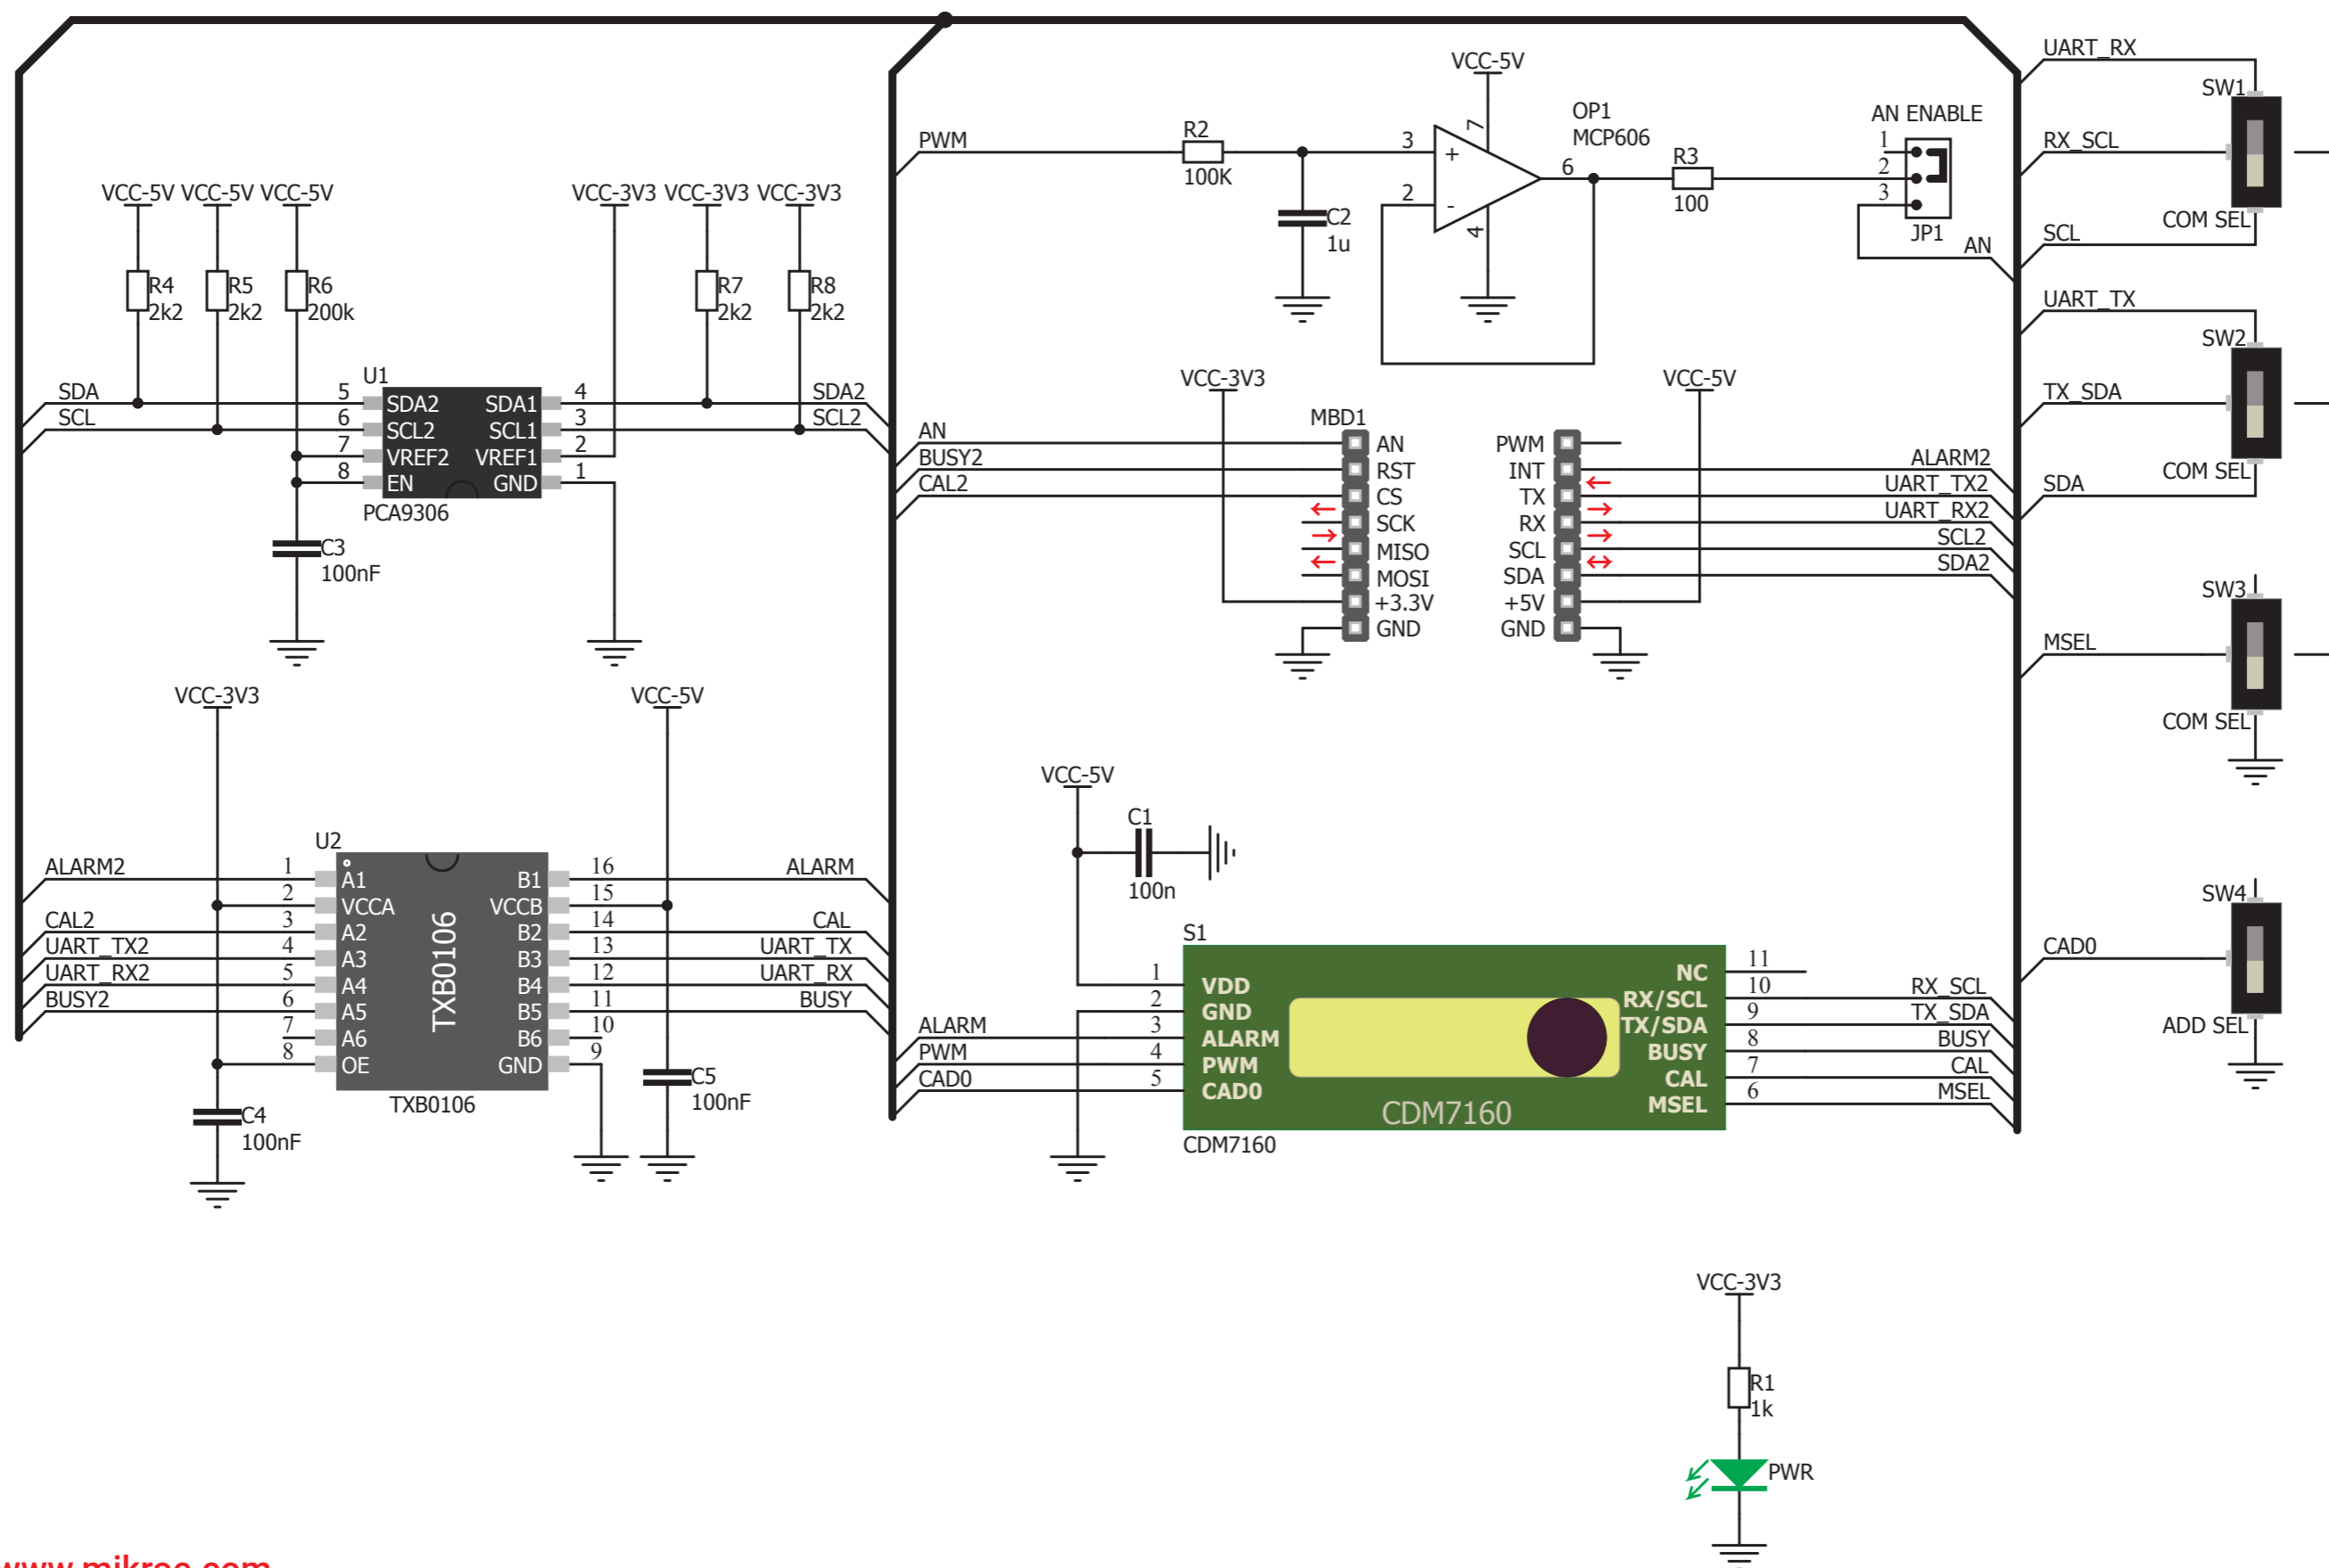 VCC-5V
UART_RX
SW1
RX_SCL
COM SEL
SCL
PWM
R2
100K
C2
1u
3
2
+
-
7
4
6
OP1
MCP606
R3
100
AN ENABLE
1
2
3
JP1
AN
VCC-5V VCC-5V VCC-5V
VCC-3V3 VCC-3V3 VCC-3V3
R4
2k2
R5
2k2
R6
200k
R7
2k2
R8
2k2
UART_TX
SW2
TX_SDA
COM SEL
SDA
U1
SDA 5 SDA2 SDA1 4 SDA2
SCL 6 SCL2 SCL1 3 SCL2
7 VREF2 VREF1 2
8 EN GND 1
PCA9306
C3
100nF
VCC-3V3
VCC-5V
MBD1
AN AN PWM
BUSY2 RST INT ALARM2
CAL2 CS TX UART_TX2
SCK RX UART_RX2
MISO SCL SCL2
MOSI SDA SDA2
+3.3V +5V
GND GND
SW3
MSEL
COM SEL
VCC-3V3
VCC-5V
U2
ALARM2 1 A1 B1 16 ALARM
2 VCCA VCCB 15
CAL2 3 A2 B2 14 CAL
UART_TX2 4 A3 B3 13 UART_TX
UART_RX2 5 A4 B4 12 UART_RX
BUSY2 6 A5 B5 11 BUSY
7 A6 B6 10
8 OE GND 9
TXB0106
TXB0106
C4
100nF
C5
100nF
VCC-5V
C1
100n
S1
1 VDD NC 11
2 GND RX/SCL 10 RX_SCL
ALARM 3 ALARM TX/SDA 9 TX_SDA
PWM 4 PWM BUSY 8 BUSY
CAD0 5 CAD0 CAL 7 CAL
MSEL 6 MSEL
CDM7160
CDM7160
SW4
CAD0
ADD SEL
VCC-3V3
R1
1k
PWR
www.mikroe.com